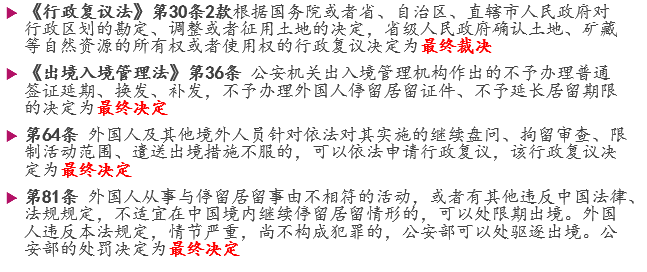 《行政复议法》第30条2款根据国务院或者省、自治区、直辖市人民政府对
行政区划的勘定、调整或者征用土地的决定，省级人民政府确认土地、矿藏
等自然资源的所有权或者使用权的行政复议决定为最终裁决
《出境入境管理法》第36条 公安机关出入境管理机构作出的不予办理普通
签证延期、换发、补发，不予办理外国人停留居留证件、不予延长居留期限
的决定为最终决定
第64条 外国人及其他境外人员针对依法对其实施的继续盘问、拘留审查、限
制活动范围、遣送出境措施不服的，可以依法申请行政复议，该行政复议决
定为最终决定
第81条 外国人从事与停留居留事由不相符的活动，或者有其他违反中国法律、
法规规定，不适宜在中国境内继续停留居留情形的，可以处限期出境。外国
人违反本法规定，情节严重，尚不构成犯罪的，公安部可以处驱逐出境。公
安部的处罚决定为最终决定